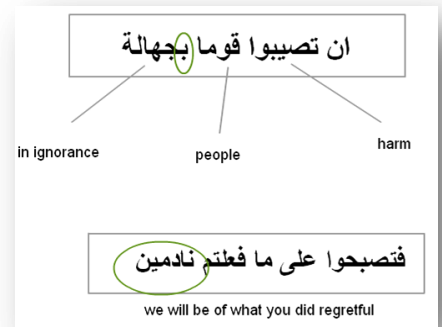 ان تصيبوا قوما بجهالة
in ignorance people harm
فتصبحوا على ما فعلتم نادمين
we will be of what you did regretful